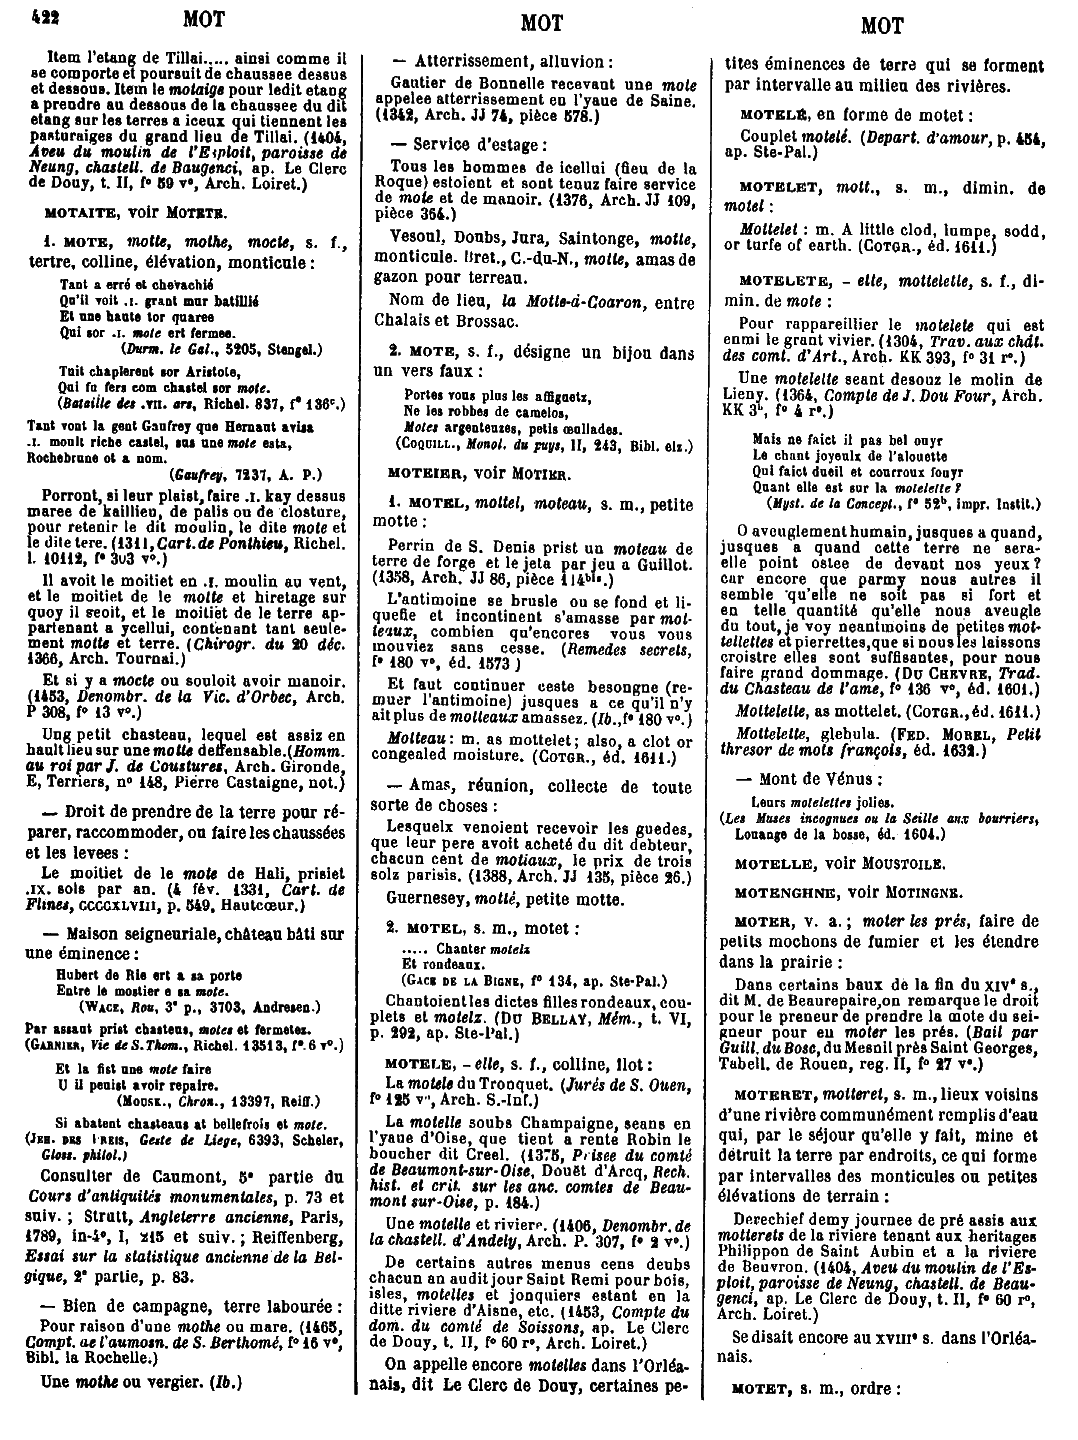 422 MOT MOT MOT
Item l'etang de Tillai..... ainsi comme il
se comporte et poursuit de chaussee dessus
et dessous. Item le motaige pour ledit etang
a prendre au dessous de la chaussee du dit
etang sur les terres a iceux qui tiennent les
pasturaiges du grand lieu de Tillai. (1404,
Aveu du moulin de l'Esploit, paroisse de
Neung, chastell. de Baugenci, ap. Le Clerc
de Douy, t. II, f° 59 v°, Arch. Loiret.)
MOTAITE, voir MOTETE.
1. MOTE, motte, mothe, mocte, s. f.,
tertre, colline, élévation, monticule :
Tant a erré et chevachié
Qu'il voit .I. grant mur batillié
Et une haute tor quaree
Qui sor .I. mote ert fermee.
(Durm. le Gal., 5205, Stengel.)
Tuit chaplerent sor Aristote,
Qui fu fers com chastel sor mote.
(Bataille des .VII. ars, Richel. 837, f° 136ᶜ.)
Tant vont la gent Gaufrey que Hernaut avisa
.I. moult riche castel, sus une mote esta,
Rochebrune ot a nom.
(Gaufrey, 7237, A. P.)
Porront, si leur plaist, faire .I. kay dessus
maree de kaillieu, de palis ou de closture,
pour retenir le dit moulin, le dite mote et
le dite tere. (1311, Cart. de Ponthieu, Richel.
l. 10112, f° 303 v°.)
Il avoit le moitiet en .I. moulin au vent,
et le moitiet de le motte et hiretage sur
quoy il seoit, et le moitiet de le terre ap-
partenant a ycellui, contenant tant seule-
ment motte et terre. (Chirogr. du 20 déc.
1366, Arch. Tournai.)
Et si y a mocte ou souloit avoir manoir.
(1453, Denombr. de la Vic. d'Orbec, Arch.
P 308, f° 13 v°.)
Ung petit chasteau, lequel est assiz en
hault lieu sur une motte deffensable. (Homm.
au roi par J. de Coustures, Arch. Gironde,
E, Terriers, n° 148, Pierre Castaigne, not.)
— Droit de prendre de la terre pour ré-
parer, raccommoder, ou faire les chaussées
et les levees :
Le moitiet de le mote de Hali, prisiet
.IX. sols par an. (4 fév. 1331, Cart. de
Flines, CCCCXLVIII, p. 549, Hautcœur.)
— Maison seigneuriale, château bâti sur
une éminence :
Hubert de Rie ert a sa porte
Entre le mostier e sa mote.
(WACE, Rou, 3ᵉ p., 3703, Andresen.)
Par assaut prist chasteus, motes et fermetez.
(GARNIER, Vie de S. Thom., Richel. 13513, f° 6 v°.)
Et la fist une mote faire
U il penist avoir repaire.
(MOUSK., Chron., 13397, Reiff.)
Si abatent chasteaus et bellefrois et mote.
(JEH. DES PREIS, Geste de Liege, 6393, Scheler,
Gloss. philol.)
Consulter de Caumont, 5ᵉ partie du
Cours d'antiquités monumentales, p. 73 et
suiv. ; Strutt, Angleterre ancienne, Paris,
1789, in-4°, I, 215 et suiv. ; Reiffenberg,
Essai sur la statistique ancienne de la Bel-
gique, 2ᵉ partie, p. 83.
— Bien de campagne, terre labourée :
Pour raison d'une mothe ou mare. (1465,
Compt. de l'aumosn. de S. Berthomé, f° 16 v°,
Bibl. la Rochelle.)
Une mothe ou vergier. (Ib.)
— Atterrissement, alluvion :
Gautier de Bonnelle recevant une mote
appelee atterrissement en l'yaue de Saine.
(1342, Arch. JJ 74, pièce 578.)
— Service d'estage :
Tous les hommes de icellui (fieu de la
Roque) estoient et sont tenuz faire service
de mote et de manoir. (1376, Arch. JJ 109,
pièce 364.)
Vesoul, Doubs, Jura, Saintonge, motte,
monticule. Bret., C.-du-N., motte, amas de
gazon pour terreau.
Nom de lieu, la Motte-à-Coaron, entre
Chalais et Brossac.
2. MOTE, s. f., désigne un bijou dans
un vers faux :
Portes vous plus les affiguetz,
Ne les robbes de camelos,
Motes argentenzes, petis œullades.
(COQUILL., Monol. du puys, II, 243, Bibl. elz.)
MOTEIER, voir MOTIER.
1. MOTEL, moltel, moteau, s. m., petite
motte :
Perrin de S. Denis prist un moteau de
terre de forge et le jeta par jeu a Guillot.
(1358, Arch. JJ 86, pièce 114ᵇⁱˢ.)
L'antimoine se brusle ou se fond et li-
quefie et incontinent s'amasse par mot-
teaux, combien qu'encores vous vous
mouviez sans cesse. (Remedes secrets,
f° 180 v°, éd. 1573)
Et faut continuer ceste besongne (re-
muer l'antimoine) jusques a ce qu'il n'y
ait plus de motteaux amassez. (Ib., f° 180 v°.)
Motteau : m. as mottelet ; also, a clot or
congealed moisture. (COTGR., éd. 1611.)
— Amas, réunion, collecte de toute
sorte de choses :
Lesquelx venoient recevoir les guedes,
que leur pere avoit acheté du dit debteur,
chacun cent de motiaux, le prix de trois
solz parisis. (1388, Arch. JJ 135, pièce 26.)
Guernesey, motté, petite motte.
2. MOTEL, s. m., motet :
..... Chanter motelz
Et rondeaux.
(GACE DE LA BIGNE, f° 134, ap. Ste-Pal.)
Chantoient les dictes filles rondeaux, cou-
plets et motelz. (DU BELLAY, Mém., t. VI,
p. 292, ap. Ste-Pal.)
MOTELE, - elle, s. f., colline, îlot :
La motele du Tronquet. (Jurés de S. Ouen,
f° 125 v°, Arch. S.-Inf.)
La motelle soubs Champaigne, seans en
l'yaue d'Oise, que tient a rente Robin le
boucher dit Creel. (1375, Prisee du comté
de Beaumont-sur-Oise, Douët d'Arcq, Rech.
hist. et crit. sur les anc. comtes de Beau-
mont sur-Oise, p. 184.)
Une motelle et riviere. (1406, Denombr. de
la chastell. d'Andely, Arch. P. 307, f° 2 v°.)
De certains autres menus cens deubs
chacun an audit jour Saint Remi pour bois,
isles, motelles et jonquiers estant en la
ditte riviere d'Aisne, etc. (1453, Compte du
dom. du comté de Soissons, ap. Le Clerc
de Douy, t. II, f° 60 r°, Arch. Loiret.)
On appelle encore motelles dans l'Orléa-
nais, dit Le Clerc de Douy, certaines pe-
tites éminences de terre qui se forment
par intervalle au milieu des rivières.
MOTELÉ, en forme de motet :
Couplet motelé. (Depart. d'amour, p. 454,
ap. Ste-Pal.)
MOTELET, mott., s. m., dimin. de
motel :
Mottelet : m. A little clod, lumpe, sodd,
or turfe of earth. (COTGR., éd. 1611.)
MOTELETE, - elte, mottelette, s. f., di-
min. de mote :
Pour rappareillier le motelete qui est
enmi le grant vivier. (1304, Trav. aux chât.
des comt. d'Art., Arch. KK 393, f° 31 r°.)
Une motelette seant desouz le molin de
Lieny. (1364, Compte de J. Dou Four, Arch.
KK 3ᵇ, f° 4 r°.)
Mais ne faict il pas bel ouyr
Le chant joyeulx de l'alouette
Qui faict dueil et courroux fouyr
Quant elle est sur la motelette ?
(Myst. de la Concept., f° 52ᵇ, impr. Instit.)
O aveuglement humain, jusques a quand,
jusques a quand cette terre ne sera-
elle point ostee de devant nos yeux ?
car encore que parmy nous autres il
semble qu'elle ne soit pas si fort et
en telle quantité qu'elle nous aveugle
du tout, je voy neantmoins de petites mot-
tellettes et pierrettes, que si nous les laissons
croistre elles sont suffisantes, pour nous
faire grand dommage. (DU CHEVRE, Trad.
du Chasteau de l'ame, f° 136 v°, éd. 1601.)
Mottelette, as mottelet. (COTGR., éd. 1611.)
Mottelette, glebula. (FED. MOREL, Petit
thresor de mots françois, éd. 1632.)
— Mont de Vénus :
Leurs motelettes jolies.
(Les Muses incognues ou la Seille aux bourriers,
Louange de la bosse, éd. 1604.)
MOTELLE, voir MOUSTOILE.
MOTENGHNE, voir MOTINGNE.
MOTER, v. a. ; moter les prés, faire de
petits mochons de fumier et les étendre
dans la prairie :
Dans certains baux de la fin du XIVᵉ s.,
dit M. de Beaurepaire, on remarque le droit
pour le preneur de prendre la mote du sei-
gneur pour en moter les prés. (Bail par
Guill. du Bosc, du Mesnil près Saint Georges,
Tabell. de Rouen, reg. II, f° 27 v°.)
MOTERET, motteret, s. m., lieux voisins
d'une rivière communément remplis d'eau
qui, par le séjour qu'elle y fait, mine et
détruit la terre par endroits, ce qui forme
par intervalles des monticules ou petites
élévations de terrain :
Derechief demy journee de pré assis aux
motterets de la riviere tenant aux heritages
Philippon de Saint Aubin et a la riviere
de Beuvron. (1404, Aveu du moulin de l'Es-
ploit, paroisse de Neung, chastell. de Beau-
genci, ap. Le Clerc de Douy, t. II, f° 60 r°,
Arch. Loiret.)
Se disait encore au XVIIIᵉ s. dans l'Orléa-
nais.
MOTET, s. m., ordre :